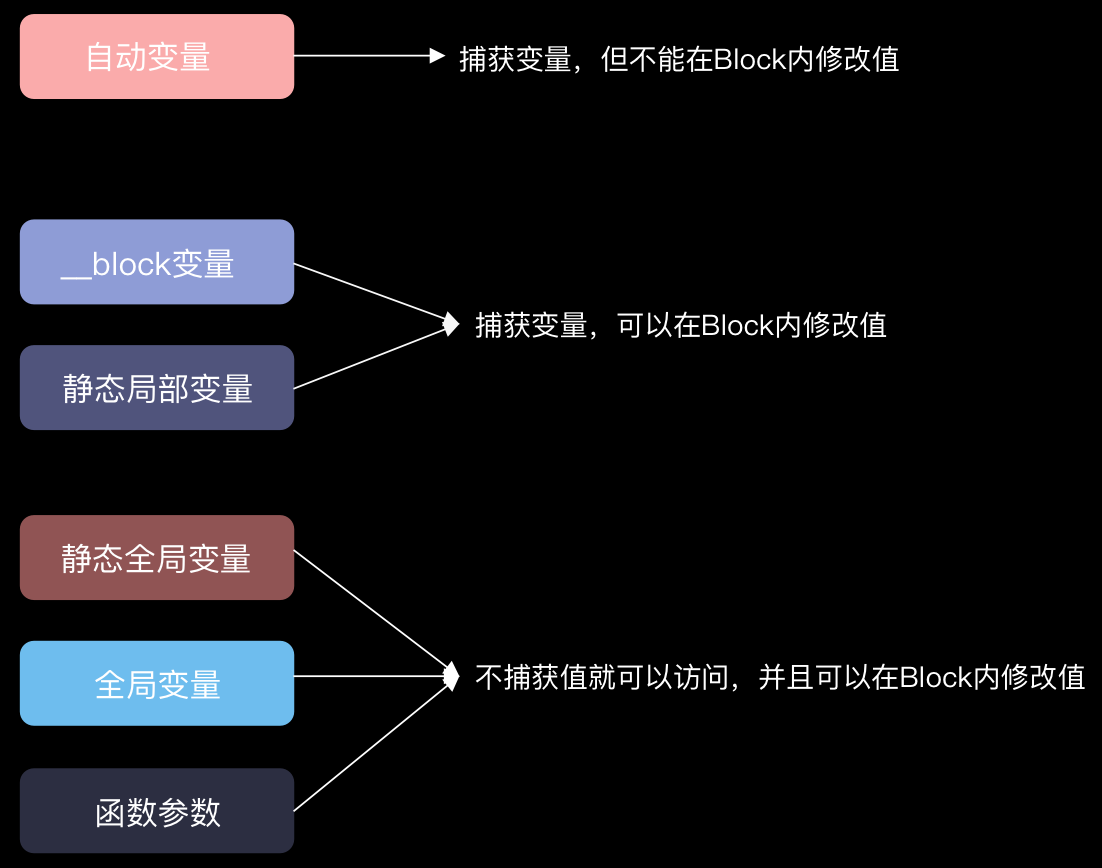 自动变量
捕获变量，但不能在Block内修改值
__block变量
捕获变量，可以在Block内修改值
静态局部变量
静态全局变量
全局变量
不捕获值就可以访问，并且可以在Block内修改值
函数参数